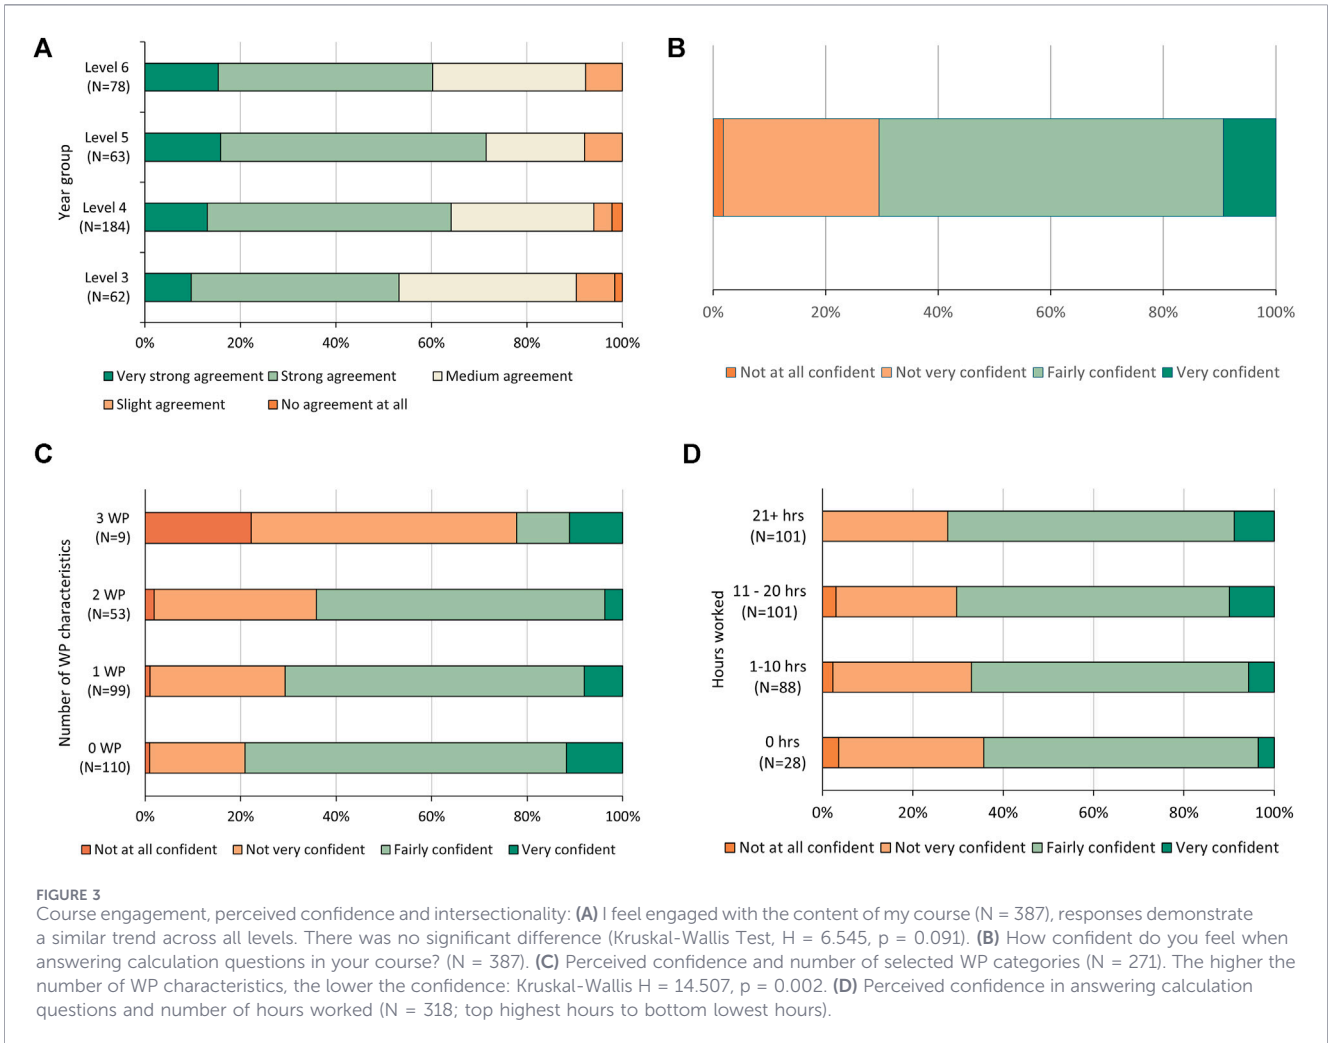 A
Level 6
(N=78)
Level 5
(N=63)
Level 4
(N=184)
Level 3
(N=62)
Year group
0% 20% 40% 60% 80% 100%
Very strong agreement Strong agreement Medium agreement
Slight agreement No agreement at all
B
0% 20% 40% 60% 80% 100%
Not at all confident Not very confident Fairly confident Very confident
C
3 WP
(N=9)
2 WP
(N=53)
1 WP
(N=99)
0 WP
(N=110)
Number of WP characteristics
0% 20% 40% 60% 80% 100%
Not at all confident Not very confident Fairly confident Very confident
D
21+ hrs
(N=101)
11 - 20 hrs
(N=101)
1-10 hrs
(N=88)
0 hrs
(N=28)
Hours worked
0% 20% 40% 60% 80% 100%
Not at all confident Not very confident Fairly confident Very confident
FIGURE 3
Course engagement, perceived confidence and intersectionality: (A) I feel engaged with the content of my course (N = 387), responses demonstrate
a similar trend across all levels. There was no significant difference (Kruskal-Wallis Test, H = 6.545, p = 0.091). (B) How confident do you feel when
answering calculation questions in your course? (N = 387). (C) Perceived confidence and number of selected WP categories (N = 271). The higher the
number of WP characteristics, the lower the confidence: Kruskal-Wallis H = 14.507, p = 0.002. (D) Perceived confidence in answering calculation
questions and number of hours worked (N = 318; top highest hours to bottom lowest hours).